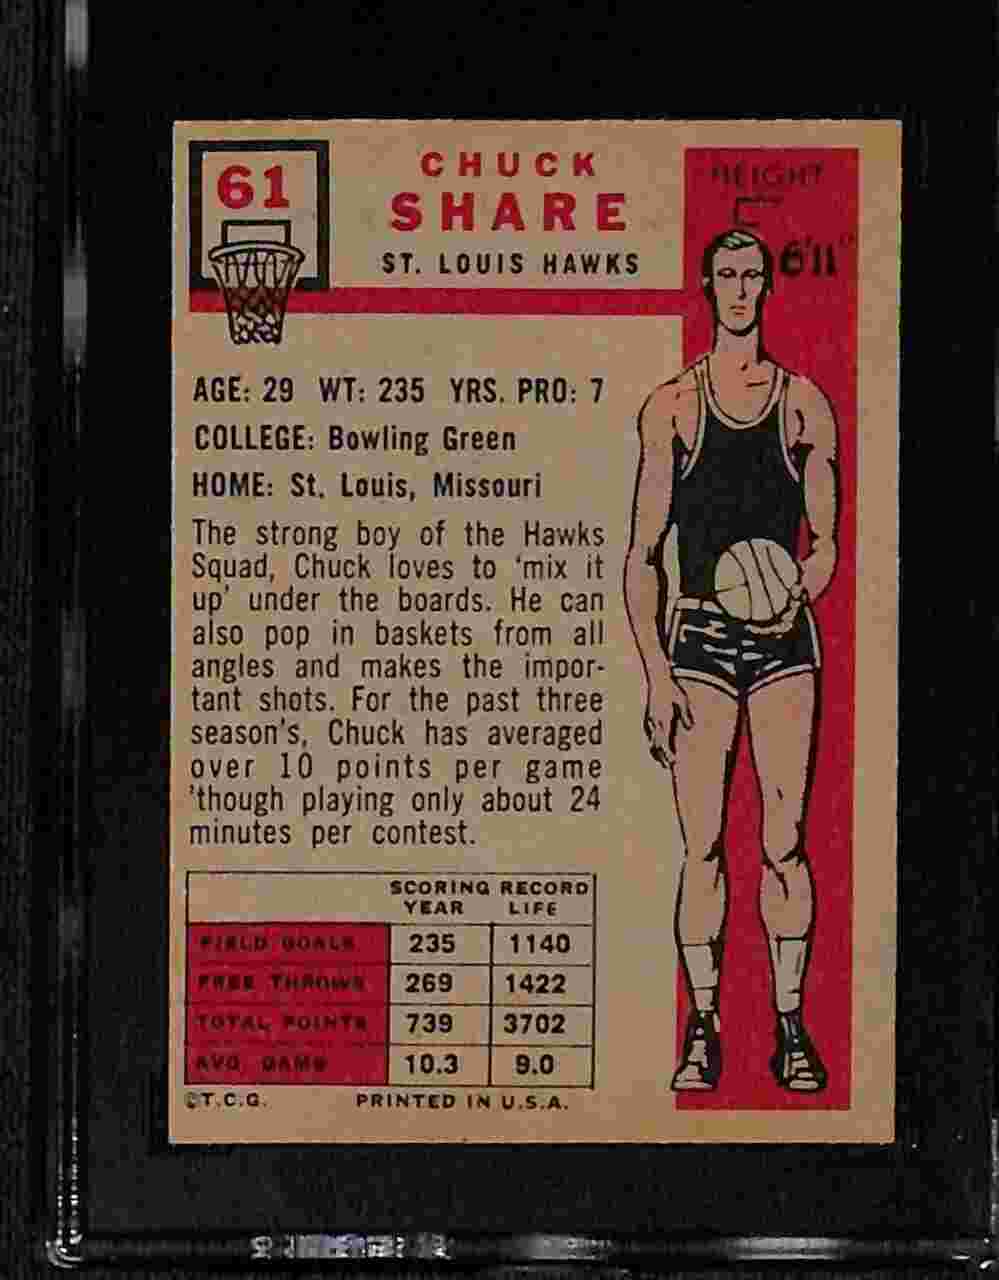 61
CHUCK
SHARE
ST. LOUIS HAWKS
HEIGHT
6'11"
AGE: 29 WT: 235 YRS. PRO: 7
COLLEGE: Bowling Green
HOME: St. Louis, Missouri
The strong boy of the Hawks
Squad, Chuck loves to 'mix it
up' under the boards. He can
also pop in baskets from all
angles and makes the impor-
tant shots. For the past three
season's, Chuck has averaged
over 10 points per game
'though playing only about 24
minutes per contest.
SCORING RECORD
YEAR LIFE
FIELD GOALS 235 1140
FREE THROWS 269 1422
TOTAL POINTS 739 3702
AVG. GAME 10.3 9.0
©T.C.G. PRINTED IN U.S.A.